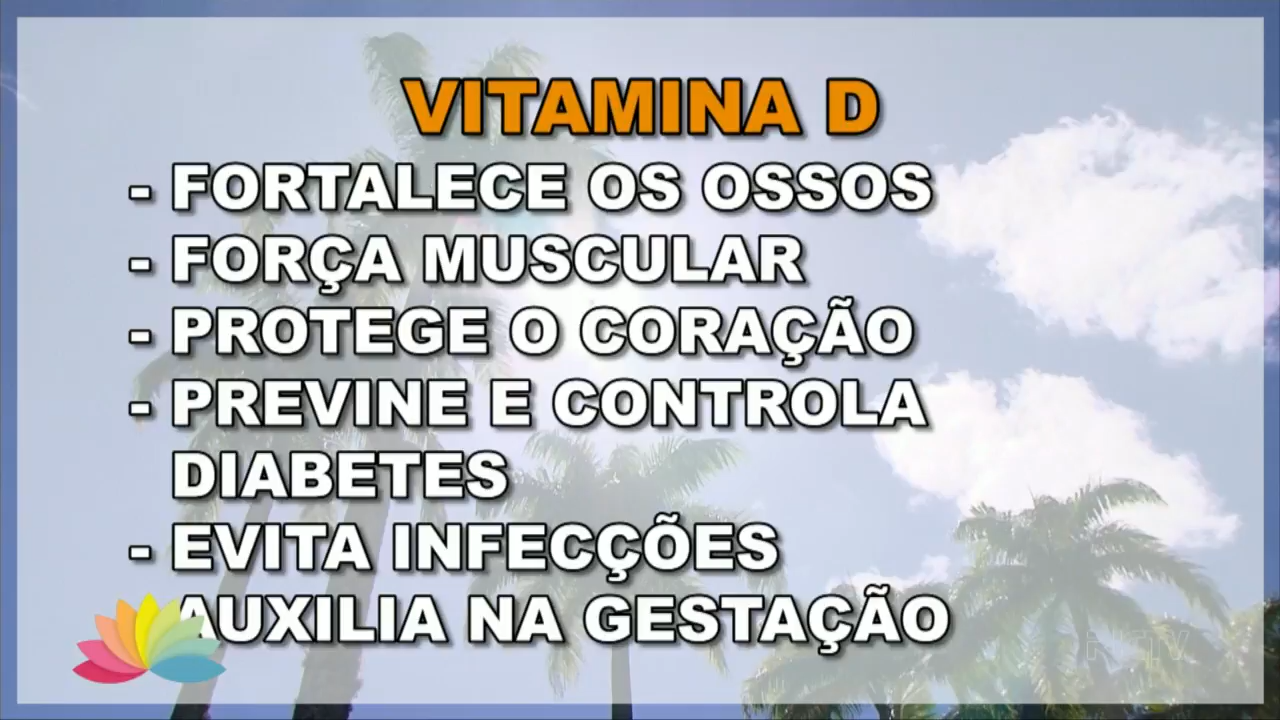 VITAMINA D
- FORTALECE OS OSSOS
- FORÇA MUSCULAR
- PROTEGE O CORAÇÃO
- PREVINE E CONTROLA
DIABETES
- EVITA INFECÇÕES
AUXILIA NA GESTAÇÃO